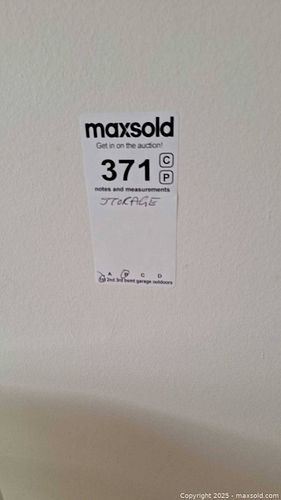 maxsold
Get in on the auction!
371 C
P
notes and measurements
STORAGE
A B C D
1st 2nd 3rd bsmt garage outdoors
Copyright © 2025 - maxsold.com